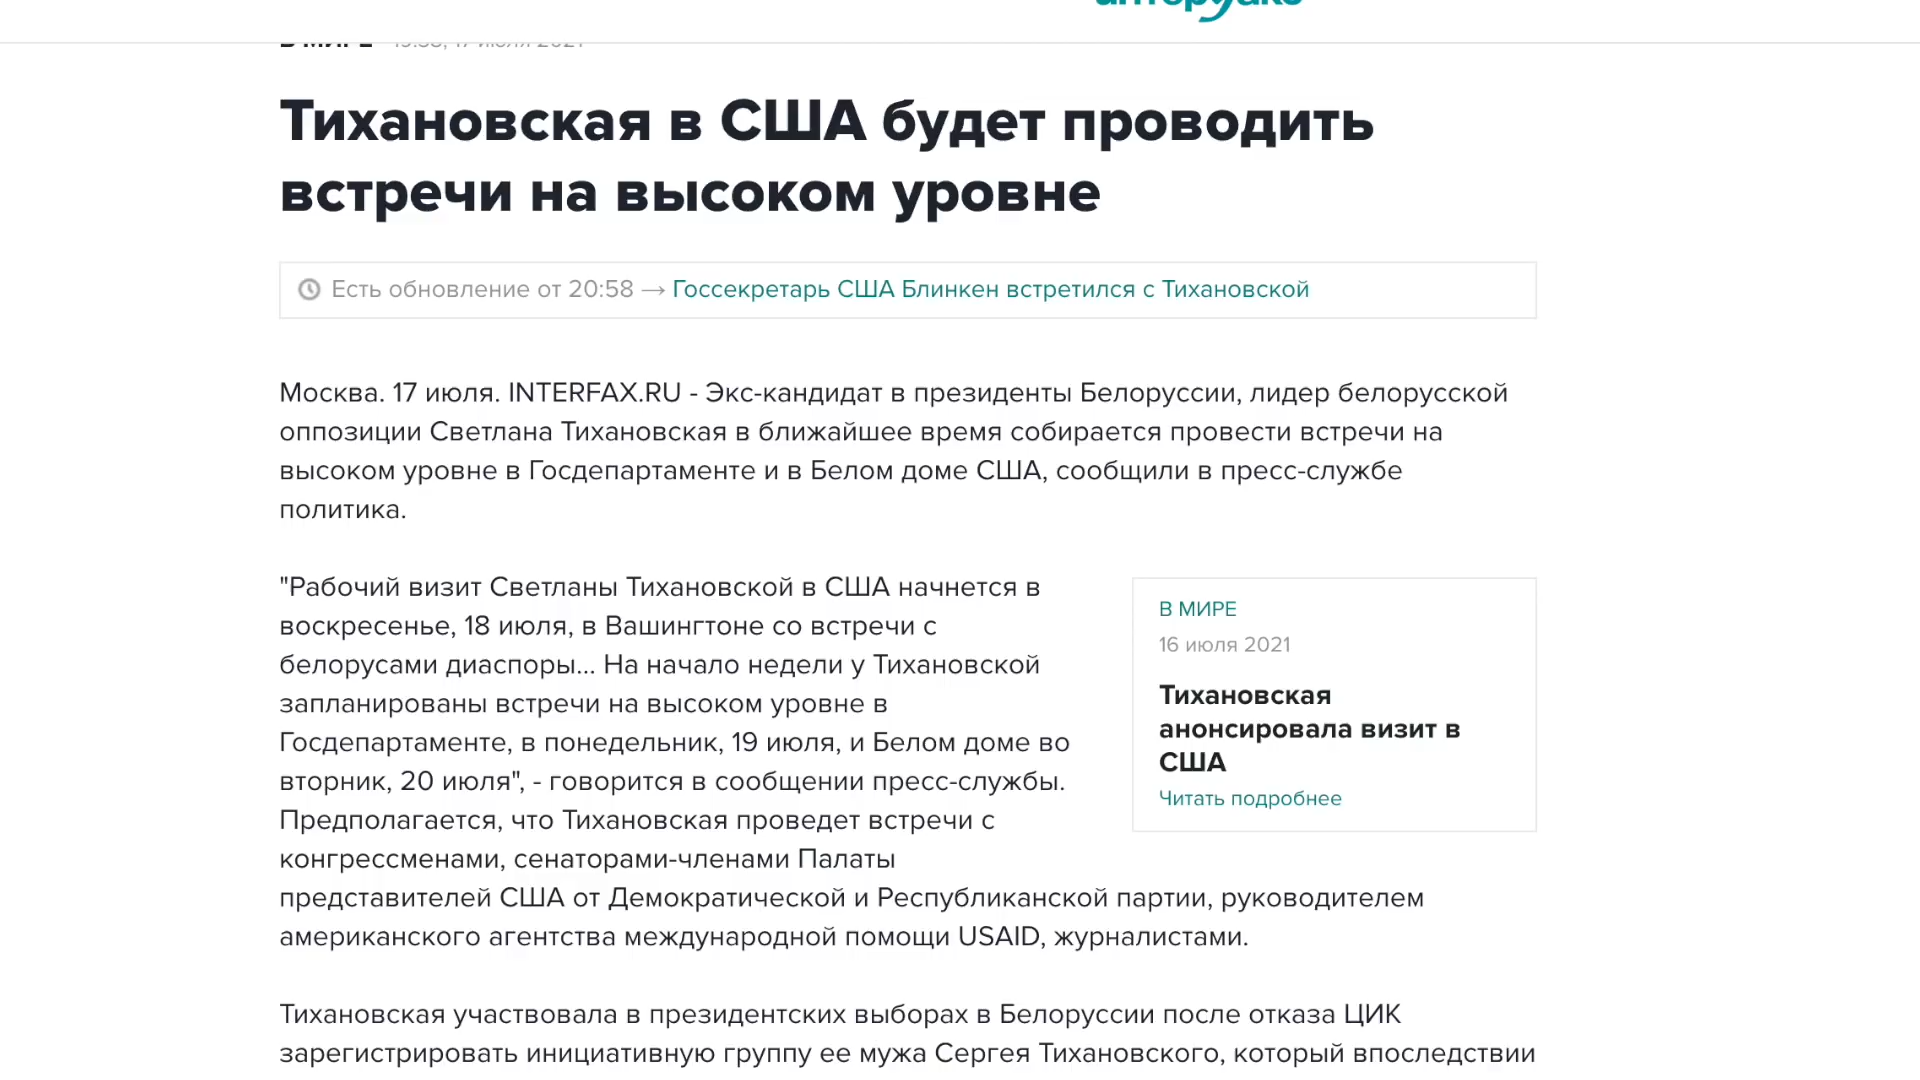 В МИРЕ 19:38, 17 июля 2021
Тихановская в США будет проводить
встречи на высоком уровне
Есть обновление от 20:58 → Госсекретарь США Блинкен встретился с Тихановской
Москва. 17 июля. INTERFAX.RU - Экс-кандидат в президенты Белоруссии, лидер белорусской
оппозиции Светлана Тихановская в ближайшее время собирается провести встречи на
высоком уровне в Госдепартаменте и в Белом доме США, сообщили в пресс-службе
политика.
"Рабочий визит Светланы Тихановской в США начнется в
воскресенье, 18 июля, в Вашингтоне со встречи с
белорусами диаспоры... На начало недели у Тихановской
запланированы встречи на высоком уровне в
Госдепартаменте, в понедельник, 19 июля, и Белом доме во
вторник, 20 июля", - говорится в сообщении пресс-службы.
Предполагается, что Тихановская проведет встречи с
конгрессменами, сенаторами-членами Палаты
представителей США от Демократической и Республиканской партии, руководителем
американского агентства международной помощи USAID, журналистами.
В МИРЕ
16 июля 2021
Тихановская
анонсировала визит в
США
Читать подробнее
Тихановская участвовала в президентских выборах в Белоруссии после отказа ЦИК
зарегистрировать инициативную группу ее мужа Сергея Тихановского, который впоследствии